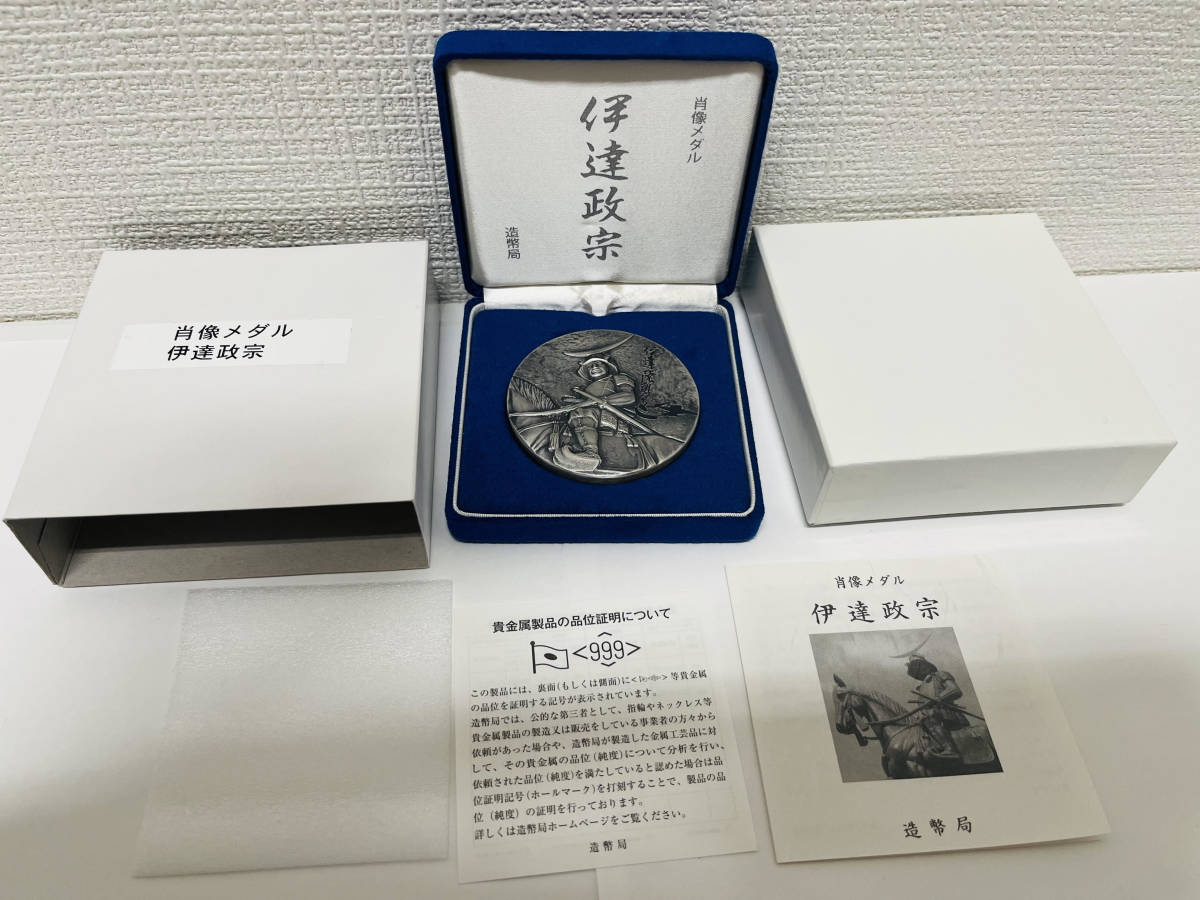 肖像メダル
伊達政宗
造幣局
肖像メダル
伊達政宗
貴金属製品の品位証明について
<999>
この製品には、裏面(もしくは側面)に< >等貴金属
の品位を証明する記号が表示されています。
造幣局では、公的な第三者として、指輪やネックレス等
貴金属製品の製造又は販売をしている事業者の方々から
依頼があった場合や、造幣局が製造した金属工芸品に対
して、その貴金属の品位(純度)について分析を行い、
依頼された品位(純度)を満たしていると認めた場合は品
位証明記号(ホールマーク)を打刻することで、製品の品
位(純度)の証明を行っております。
詳しくは造幣局ホームページをご覧ください。
造幣局
肖像メダル
伊達政宗
造幣局